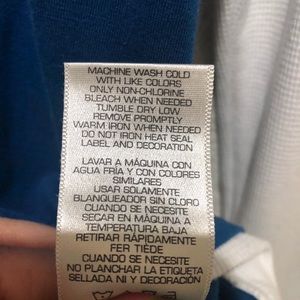 MACHINE WASH COLD
WITH LIKE COLORS
ONLY NON-CHLORINE
BLEACH WHEN NEEDED
TUMBLE DRY LOW
REMOVE PROMPTLY
WARM IRON WHEN NEEDED
DO NOT IRON HEAT SEAL
LABEL AND DECORATION
LAVAR A MÁQUINA CON
AGUA FRÍA Y CON COLORES
SIMILARES
USAR SOLAMENTE
BLANQUEADOR SIN CLORO
CUANDO SE NECESITE
SECAR EN MÁQUINA A
TEMPERATURA BAJA
RETIRAR RÁPIDAMENTE
FER TIÈDE
CUANDO SE NECESITE
NO PLANCHAR LA ETIQUETA
SELLADA NI Y DECORACIÓN